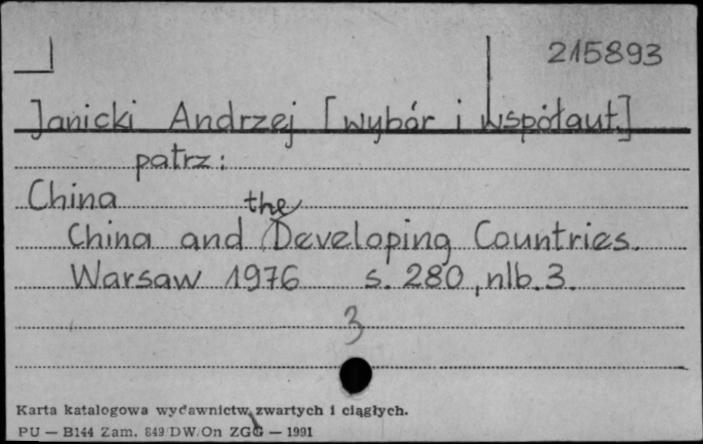 215893
Janicki Andrzej [wybór i współaut.]
patrz:
China
China and the Developing Countries.
Warsaw 1976 s. 280, nlb. 3.
3
Karta katalogowa wydawnictw zwartych i ciągłych.
PU — B144 Zam. 849/DW/On ZGG — 1991